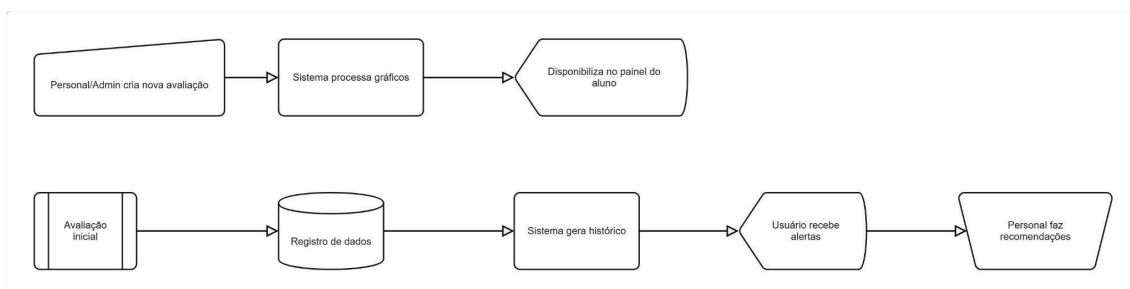 Personal/Admin cria nova avaliação
Sistema processa gráficos
Disponibiliza no painel do
aluno
Avaliação
inicial
Registro de dados
Sistema gera histórico
Usuário recebe
alertas
Personal faz
recomendações